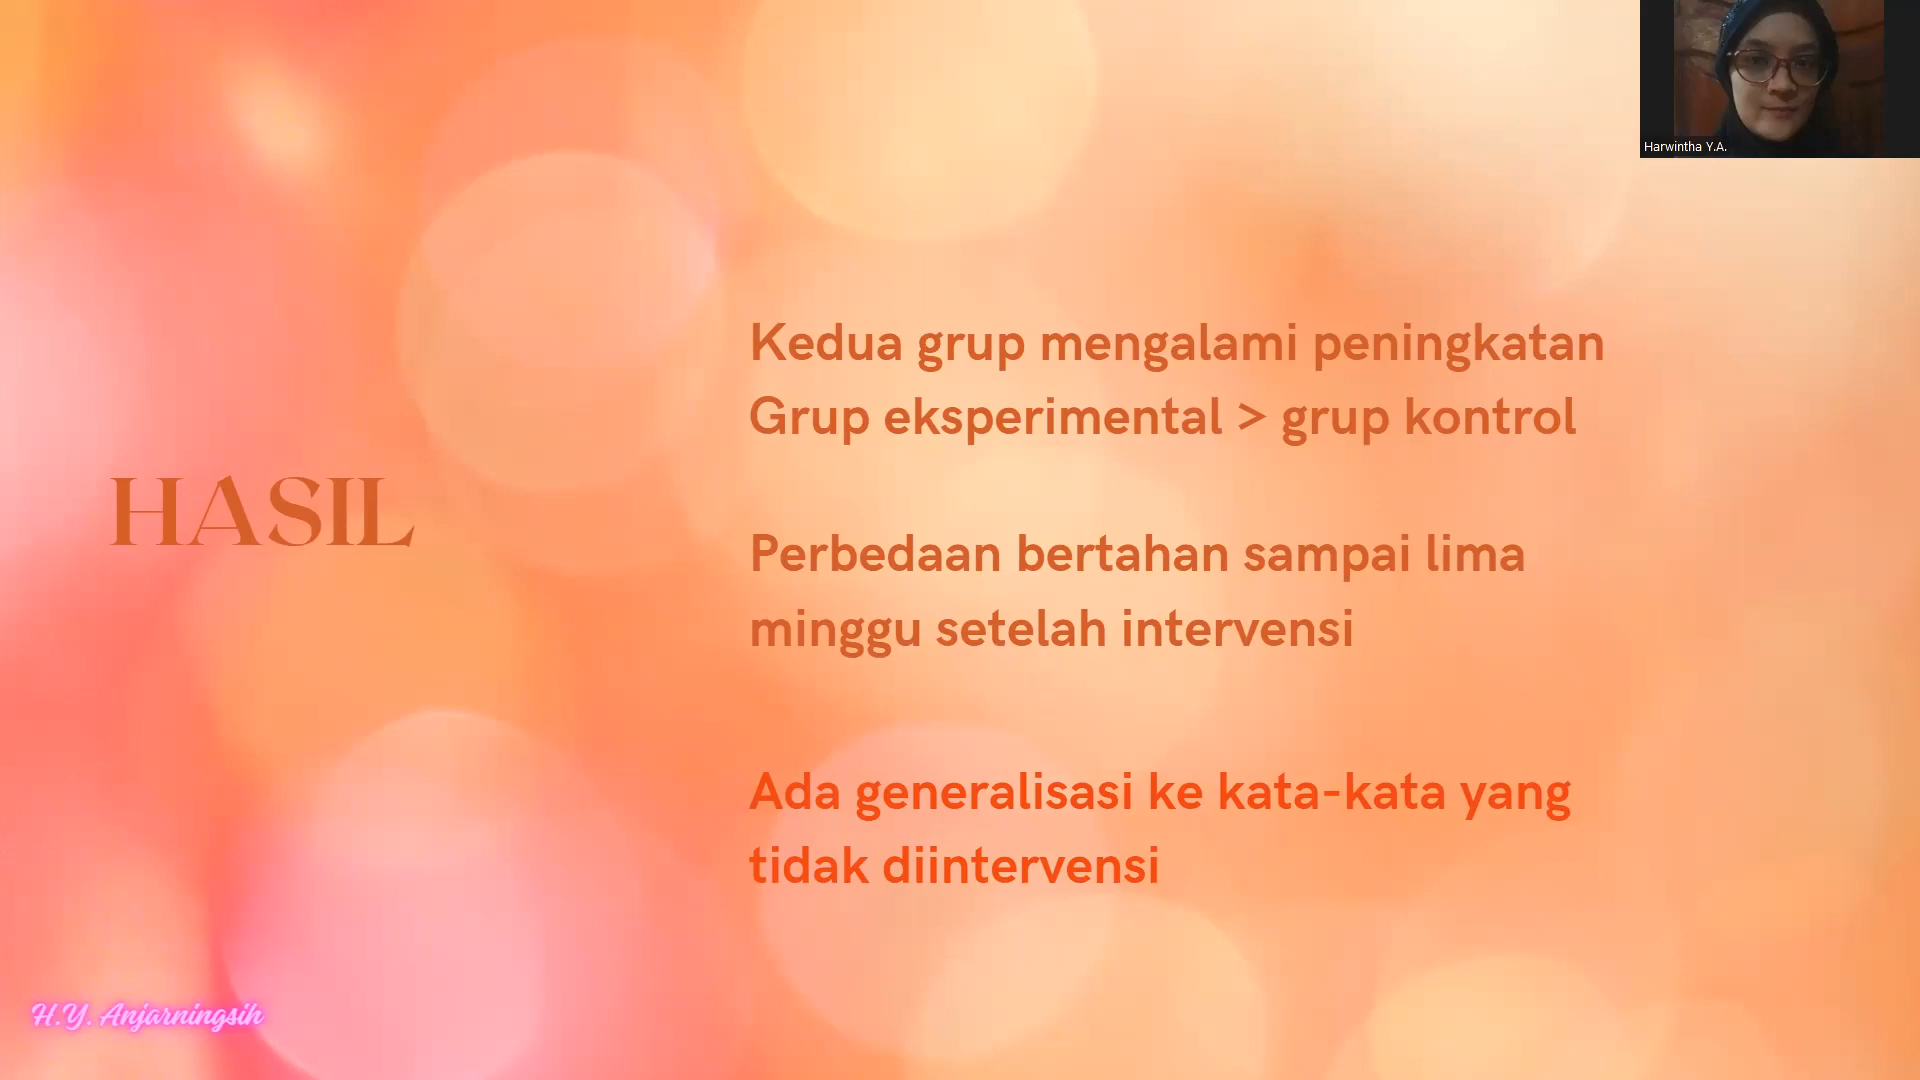 Harwintha Y.A.
HASIL
Kedua grup mengalami peningkatan
Grup eksperimental > grup kontrol
Perbedaan bertahan sampai lima
minggu setelah intervensi
Ada generalisasi ke kata-kata yang
tidak diintervensi
H.Y. Anjarningsih